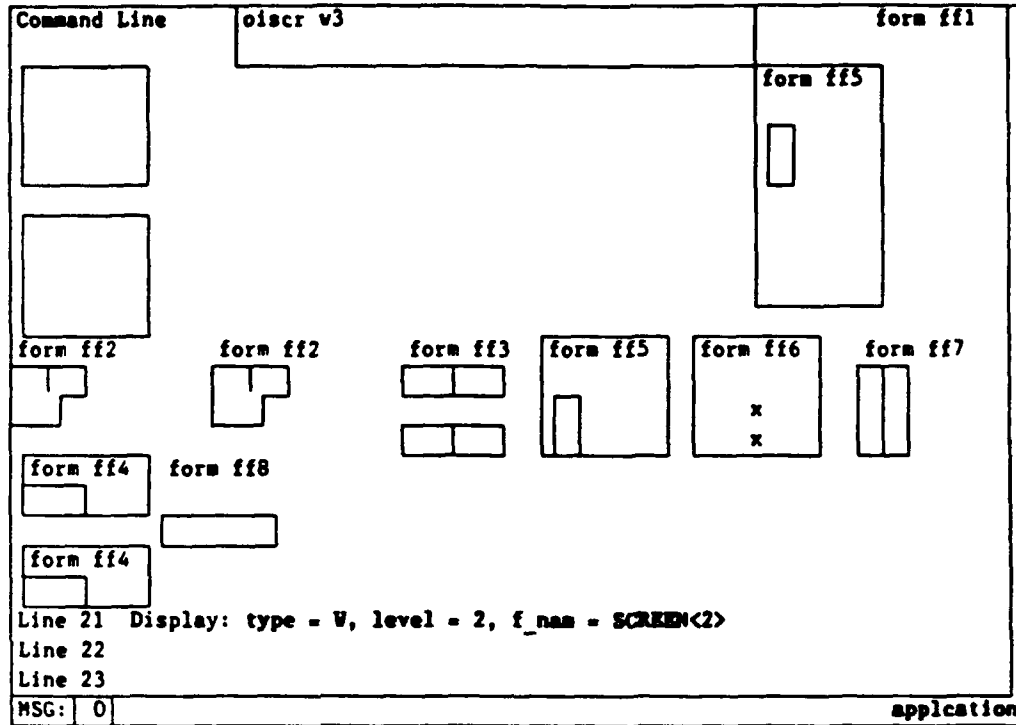 Command Line oiscr v3 form ff1
form ff5
form ff2 form ff2 form ff3 form ff5 form ff6 form ff7
x
x
form ff4 form ff8
form ff4
Line 21 Display: type = W, level = 2, f_nam = SCREEN<2>
Line 22
Line 23
MSG: 0 applcation